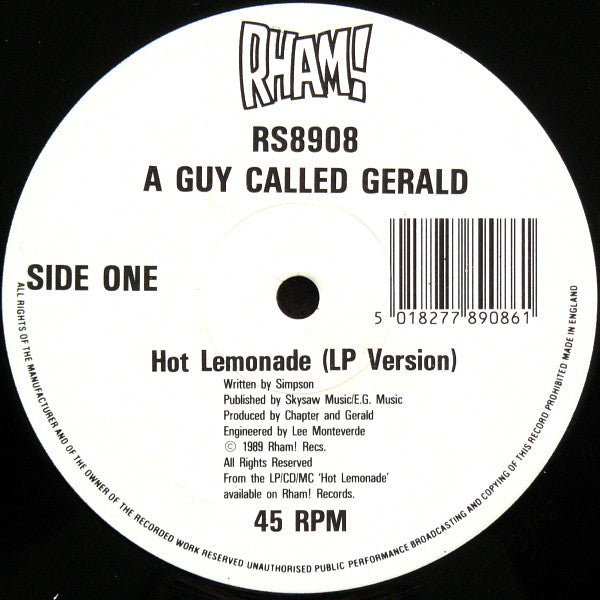 RHAM!
RS8908
A GUY CALLED GERALD
SIDE ONE
5 018277 890861
Hot Lemonade (LP Version)
Written by Simpson
Published by Skysaw Music/E.G. Music
Produced by Chapter and Gerald
Engineered by Lee Monteverde
© 1989 Rham! Recs.
All Rights Reserved
From the LP/CD/MC 'Hot Lemonade'
available on Rham! Records.
45 RPM
ALL RIGHTS OF THE MANUFACTURER AND OF THE OWNER OF THE RECORDED WORK RESERVED UNAUTHORISED PUBLIC PERFORMANCE BROADCASTING AND COPYING OF THIS RECORD PROHIBITED MADE IN ENGLAND